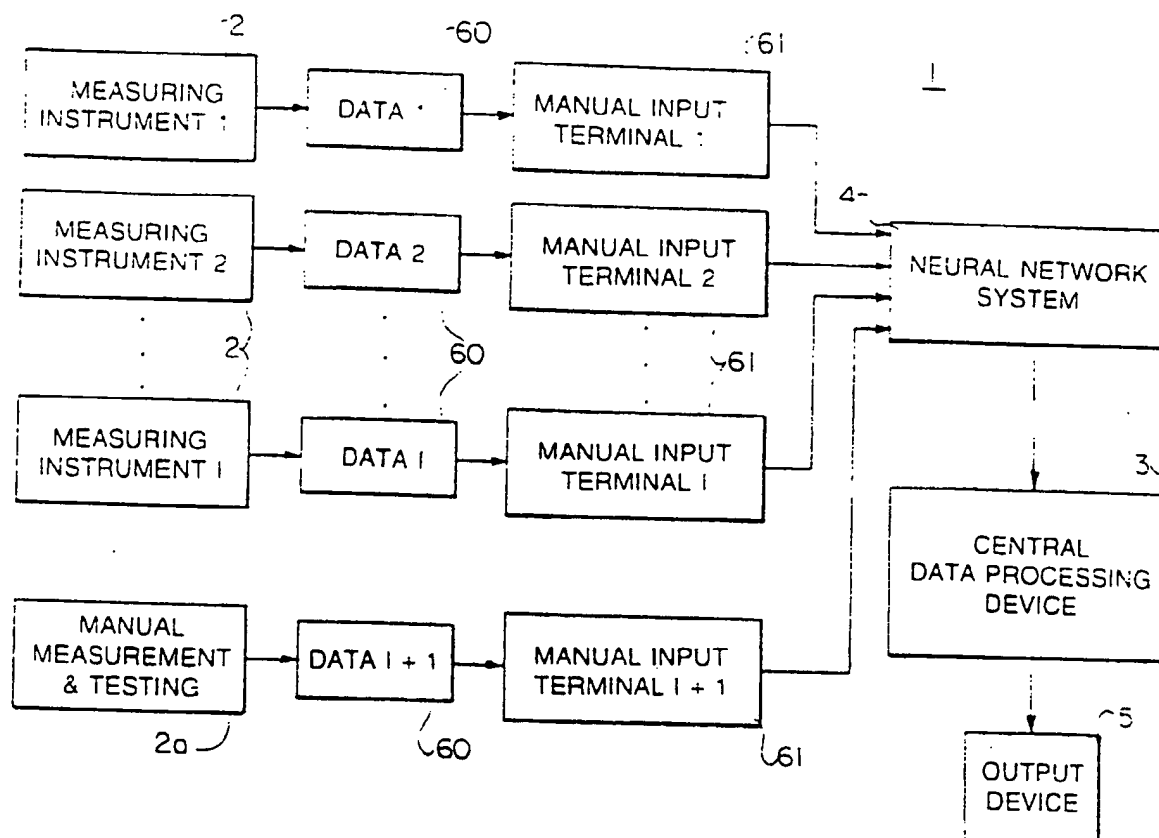 2
60
61
1
MEASURING
INSTRUMENT 1
DATA
MANUAL INPUT
TERMINAL
4
MEASURING
INSTRUMENT 2
DATA 2
MANUAL INPUT
TERMINAL 2
NEURAL NETWORK
SYSTEM
2
60
61
MEASURING
INSTRUMENT I
DATA I
MANUAL INPUT
TERMINAL I
3
CENTRAL
DATA PROCESSING
DEVICE
MANUAL
MEASUREMENT
& TESTING
DATA I + 1
MANUAL INPUT
TERMINAL I + 1
2a
60
61
5
OUTPUT
DEVICE